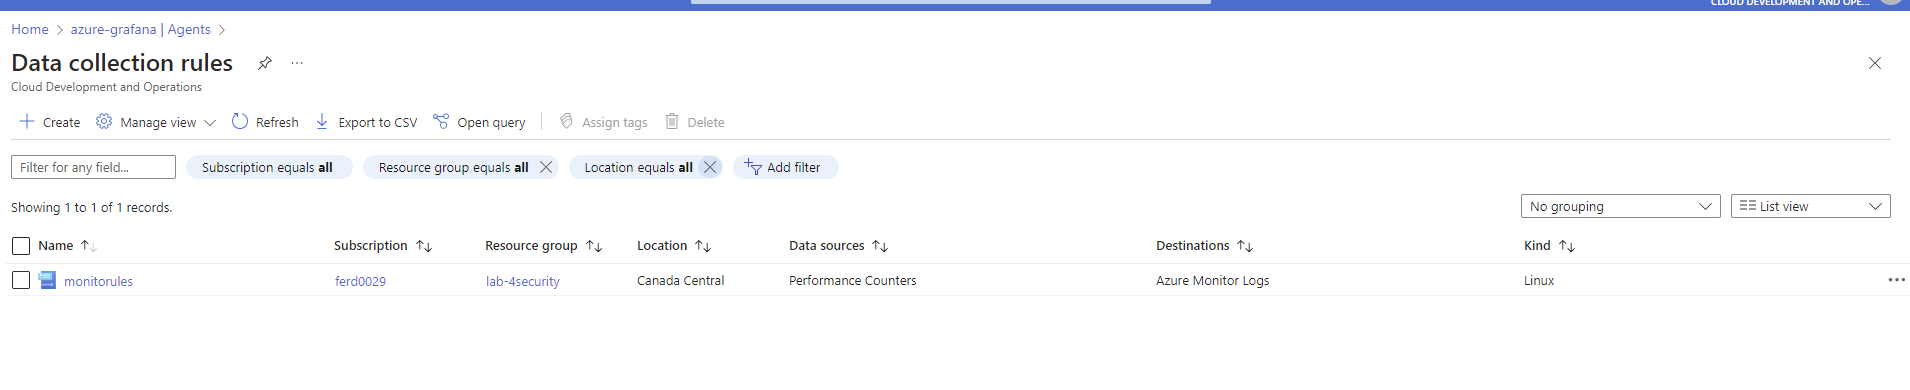 CLOUD DEVELOPMENT AND OPE...
Home > azure-grafana | Agents >
Data collection rules ...
Cloud Development and Operations
Create Manage view Refresh Export to CSV Open query Assign tags Delete
Filter for any field... Subscription equals all Resource group equals all Location equals all Add filter
Showing 1 to 1 of 1 records. No grouping List view
Name Subscription Resource group Location Data sources Destinations Kind
monitorules ferd0029 lab-4security Canada Central Performance Counters Azure Monitor Logs Linux